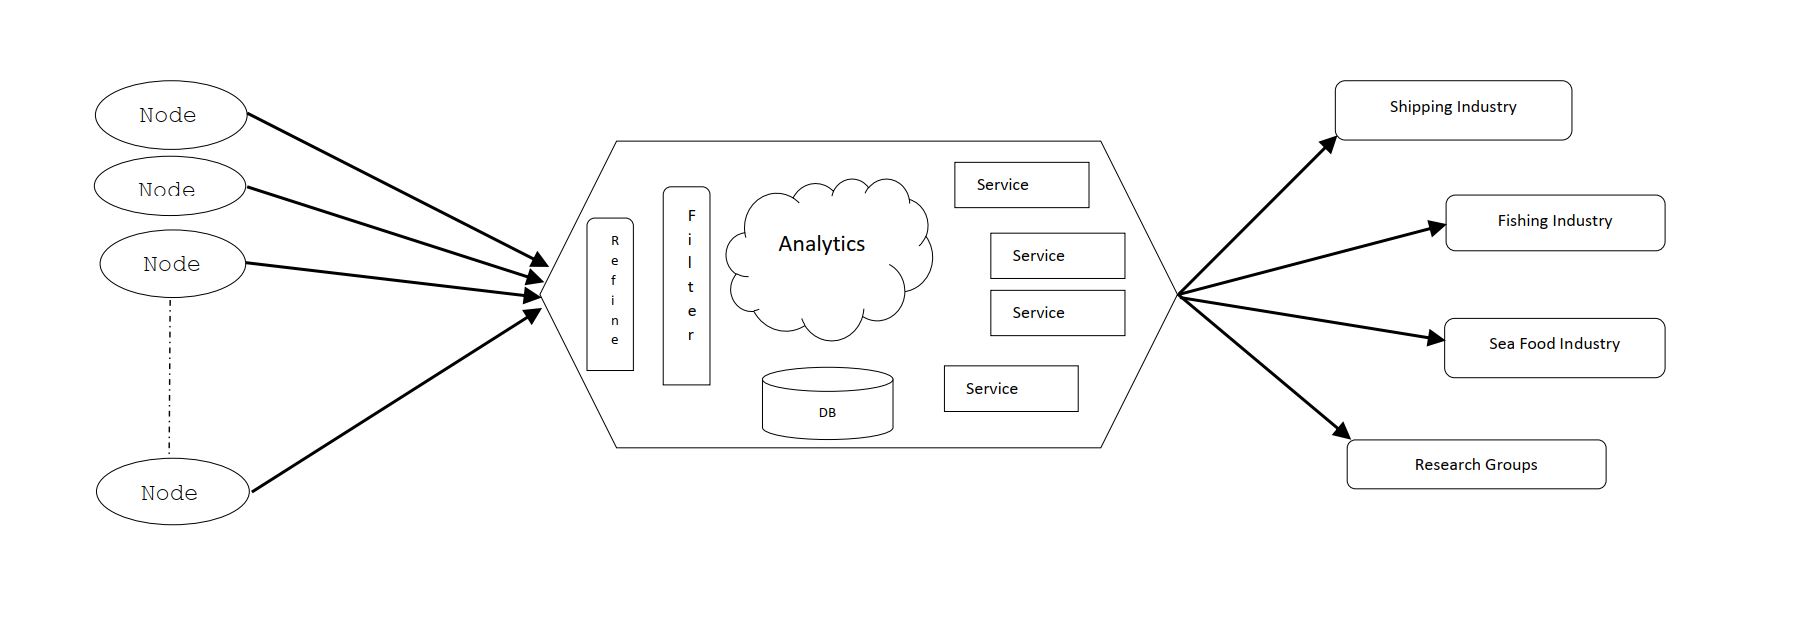 Node
Node
Node
Node
Refine
Filter
Analytics
DB
Service
Service
Service
Service
Shipping Industry
Fishing Industry
Sea Food Industry
Research Groups